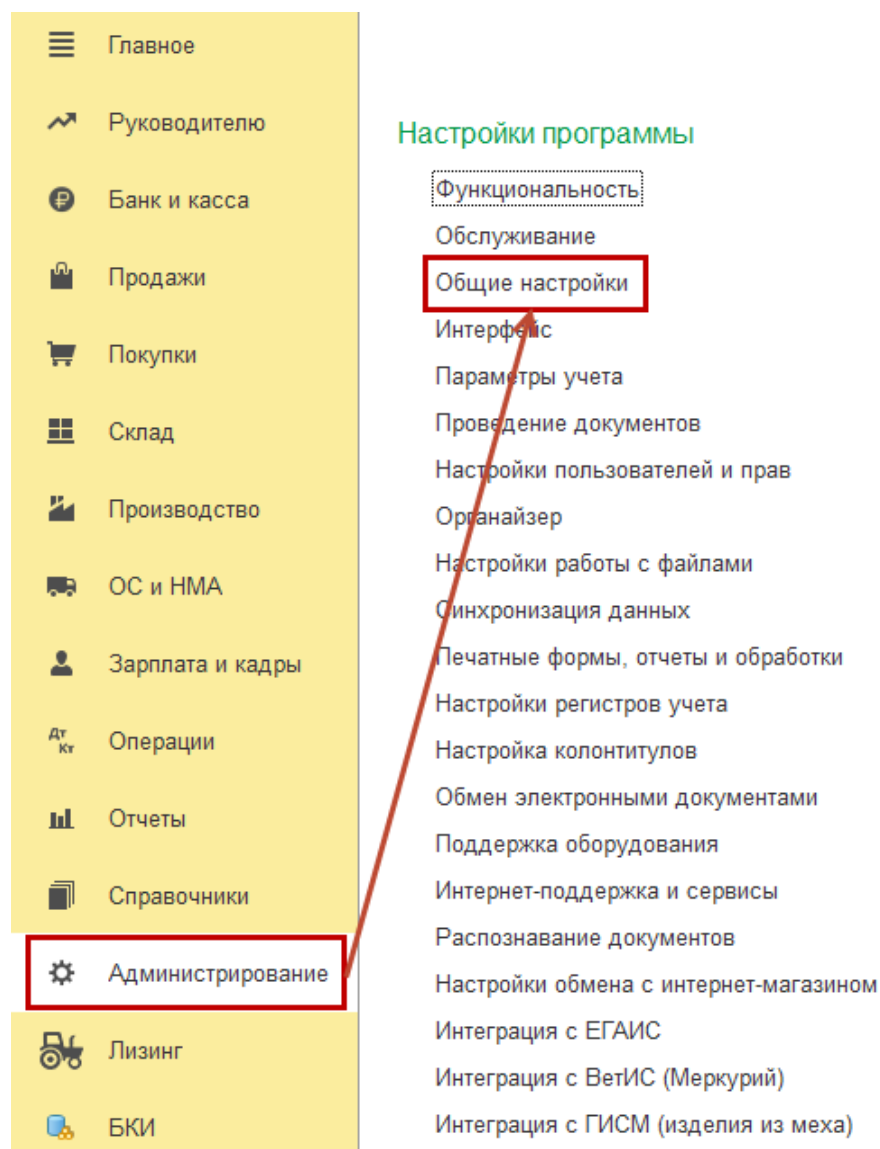 Главное
Руководителю
Банк и касса
Продажи
Покупки
Склад
Производство
ОС и НМА
Зарплата и кадры
Дт
Кт
Операции
Отчеты
Справочники
Администрирование
Лизинг
БКИ
Настройки программы
Функциональность
Обслуживание
Общие настройки
Интерфейс
Параметры учета
Проведение документов
Настройки пользователей и прав
Органайзер
Настройки работы с файлами
Синхронизация данных
Печатные формы, отчеты и обработки
Настройки регистров учета
Настройка колонтитулов
Обмен электронными документами
Поддержка оборудования
Интернет-поддержка и сервисы
Распознавание документов
Настройки обмена с интернет-магазином
Интеграция с ЕГАИС
Интеграция с ВетИС (Меркурий)
Интеграция с ГИСМ (изделия из меха)